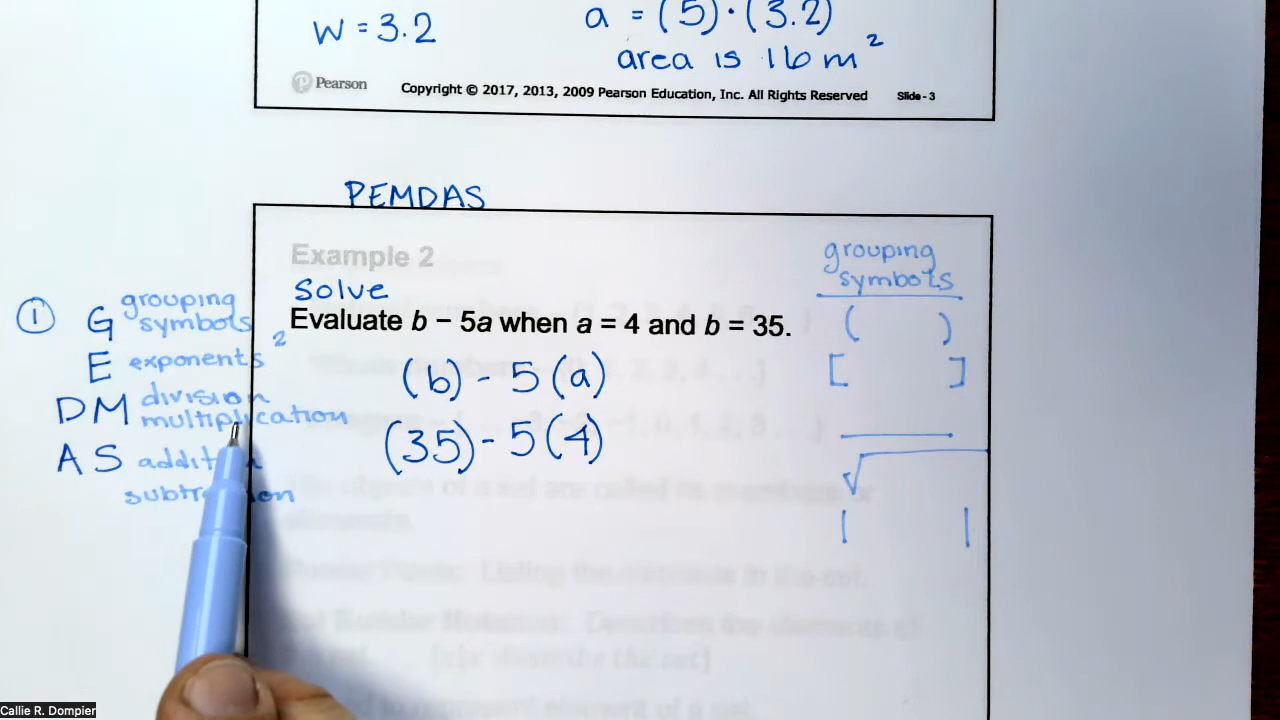 w = 3.2
a = (5) · (3.2)
area is 16 m²
Pearson
Copyright © 2017, 2013, 2009 Pearson Education, Inc. All Rights Reserved Slide - 3
PEMDAS
Example 2
Solve
Evaluate b − 5a when a = 4 and b = 35.
(b) - 5(a)
(35) - 5(4)
① G grouping symbols
E exponents ²
DM division
multiplication
AS
grouping
symbols
( )
[ ]
√
| |
Callie R. Dompier